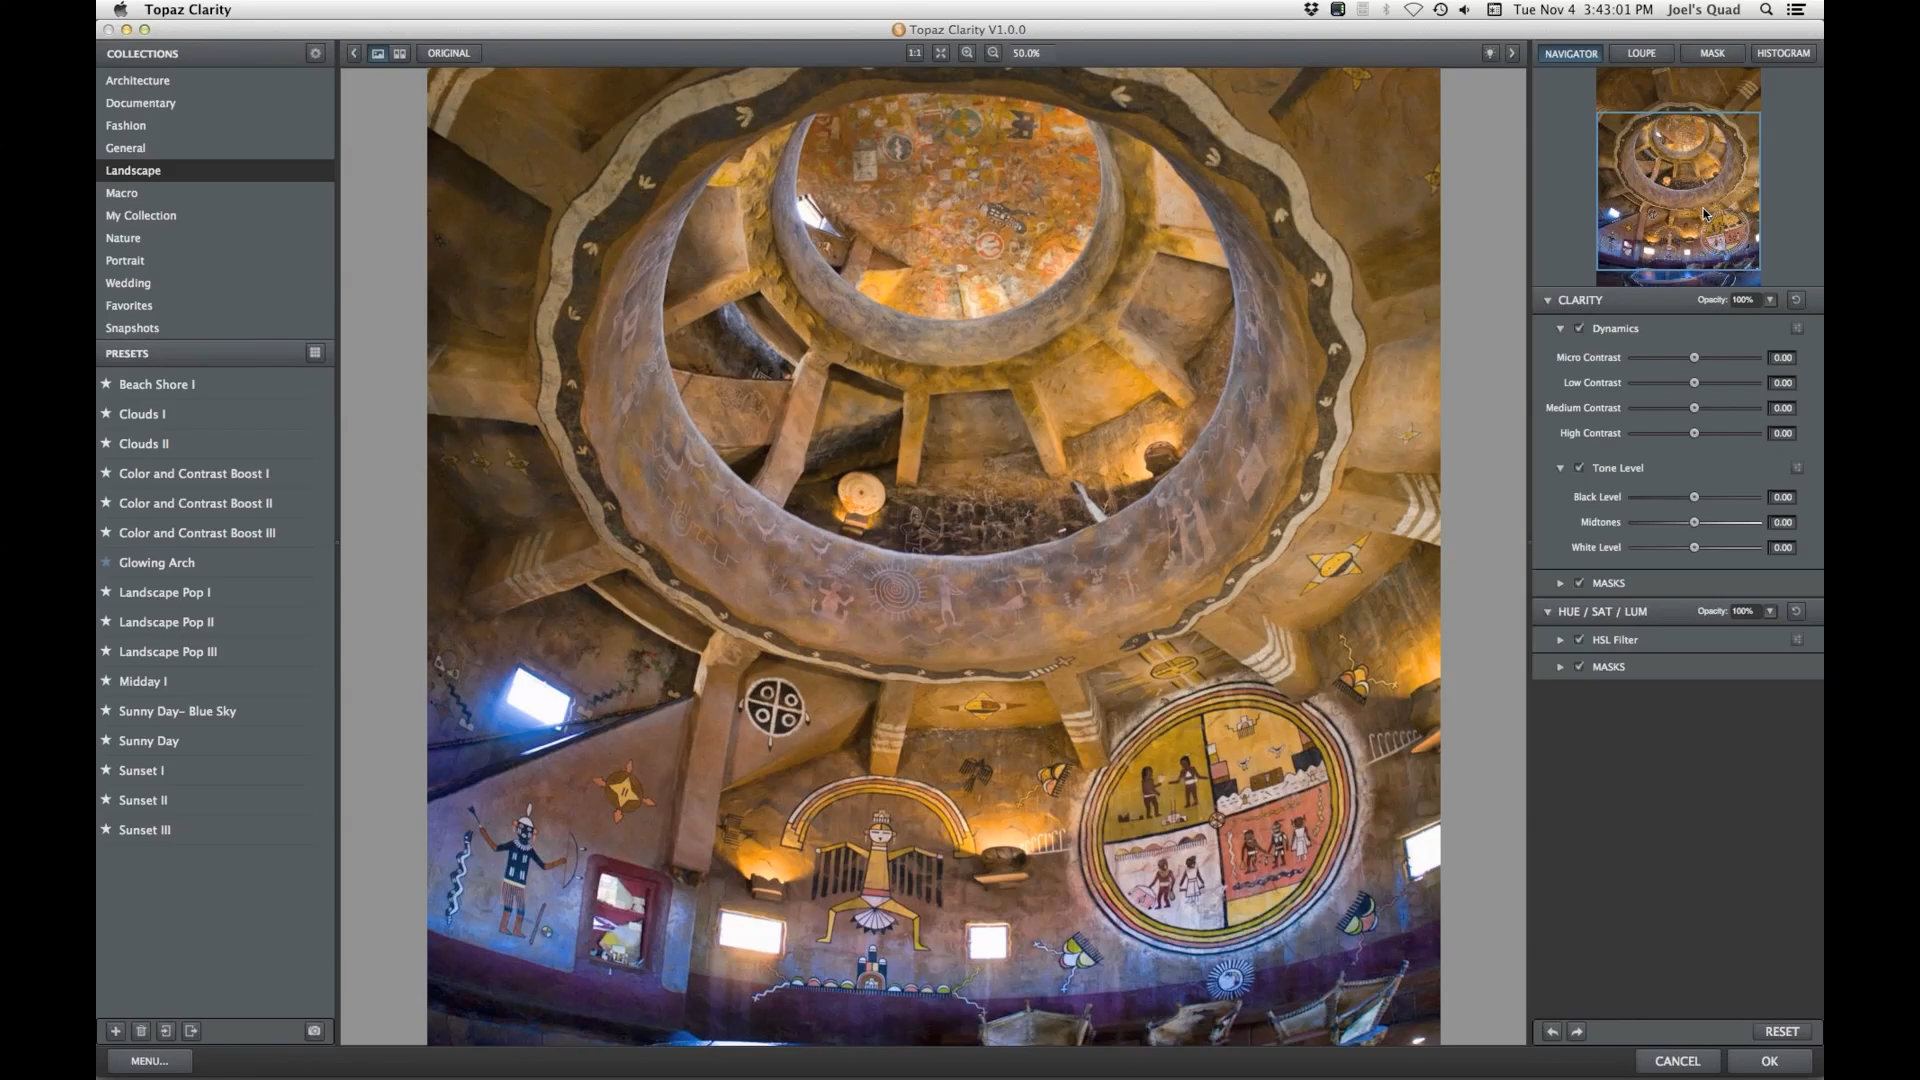 Topaz Clarity
Tue Nov 4 3:43:01 PM Joel's Quad
Topaz Clarity V1.0.0
COLLECTIONS
ORIGINAL
1:1
50.0%
NAVIGATOR
LOUPE
MASK
HISTOGRAM
Architecture
Documentary
Fashion
General
Landscape
Macro
My Collection
Nature
Portrait
Wedding
Favorites
Snapshots
PRESETS
Beach Shore I
Clouds I
Clouds II
Color and Contrast Boost I
Color and Contrast Boost II
Color and Contrast Boost III
Glowing Arch
Landscape Pop I
Landscape Pop II
Landscape Pop III
Midday I
Sunny Day- Blue Sky
Sunny Day
Sunset I
Sunset II
Sunset III
MENU...
CLARITY Opacity: 100%
Dynamics
Micro Contrast 0.00
Low Contrast 0.00
Medium Contrast 0.00
High Contrast 0.00
Tone Level
Black Level 0.00
Midtones 0.00
White Level 0.00
MASKS
HUE / SAT / LUM Opacity: 100%
HSL Filter
MASKS
RESET
CANCEL
OK